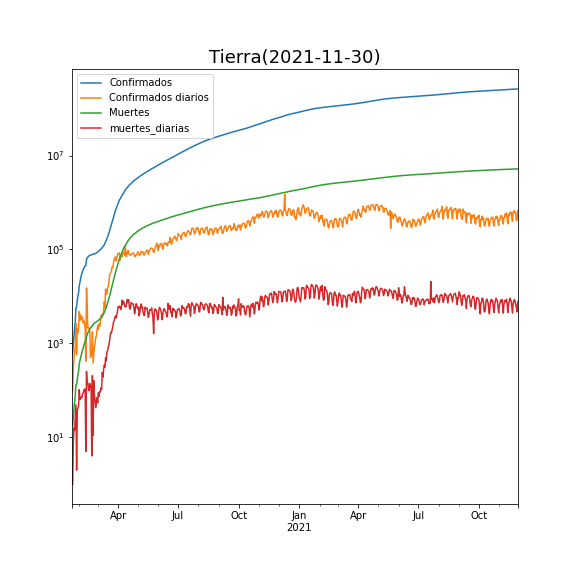 Tierra(2021-11-30)
Confirmados
Confirmados diarios
Muertes
muertes_diarias
10^7
10^5
10^3
10^1
Apr Jul Oct Jan Apr Jul Oct
2021